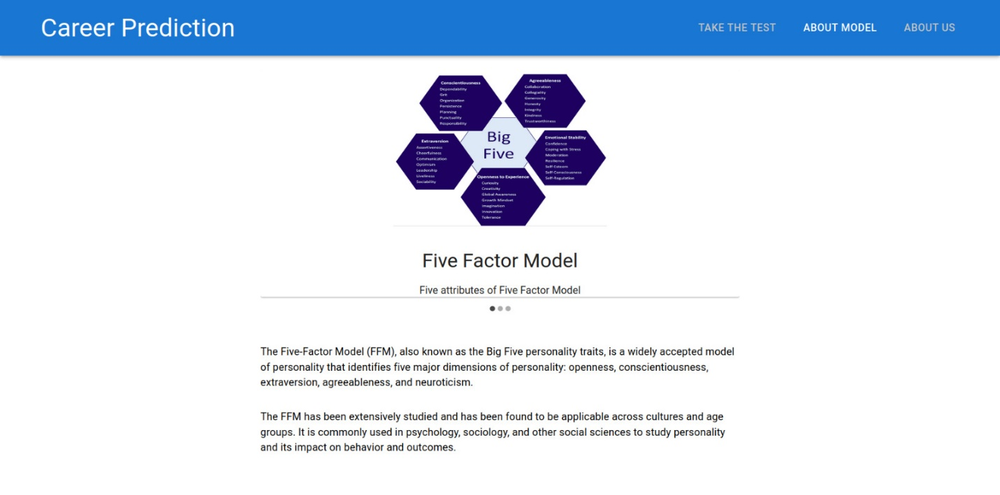 Career Prediction
TAKE THE TEST
ABOUT MODEL
ABOUT US
Conscientiousness
Dependability
Grit
Organization
Persistence
Planning
Punctuality
Responsibility
Agreeableness
Collaboration
Collegiality
Generosity
Honesty
Integrity
Kindness
Trustworthiness
Big
Five
Extraversion
Assertiveness
Cheerfulness
Communication
Optimism
Leadership
Liveliness
Sociability
Emotional Stability
Confidence
Coping with Stress
Moderation
Resilience
Self-Esteem
Self-Consciousness
Self-Regulation
Openness to Experience
Curiosity
Creativity
Global Awareness
Growth Mindset
Imagination
Innovation
Tolerance
Five Factor Model
Five attributes of Five Factor Model
The Five-Factor Model (FFM), also known as the Big Five personality traits, is a widely accepted model
of personality that identifies five major dimensions of personality: openness, conscientiousness,
extraversion, agreeableness, and neuroticism.
The FFM has been extensively studied and has been found to be applicable across cultures and age
groups. It is commonly used in psychology, sociology, and other social sciences to study personality
and its impact on behavior and outcomes.